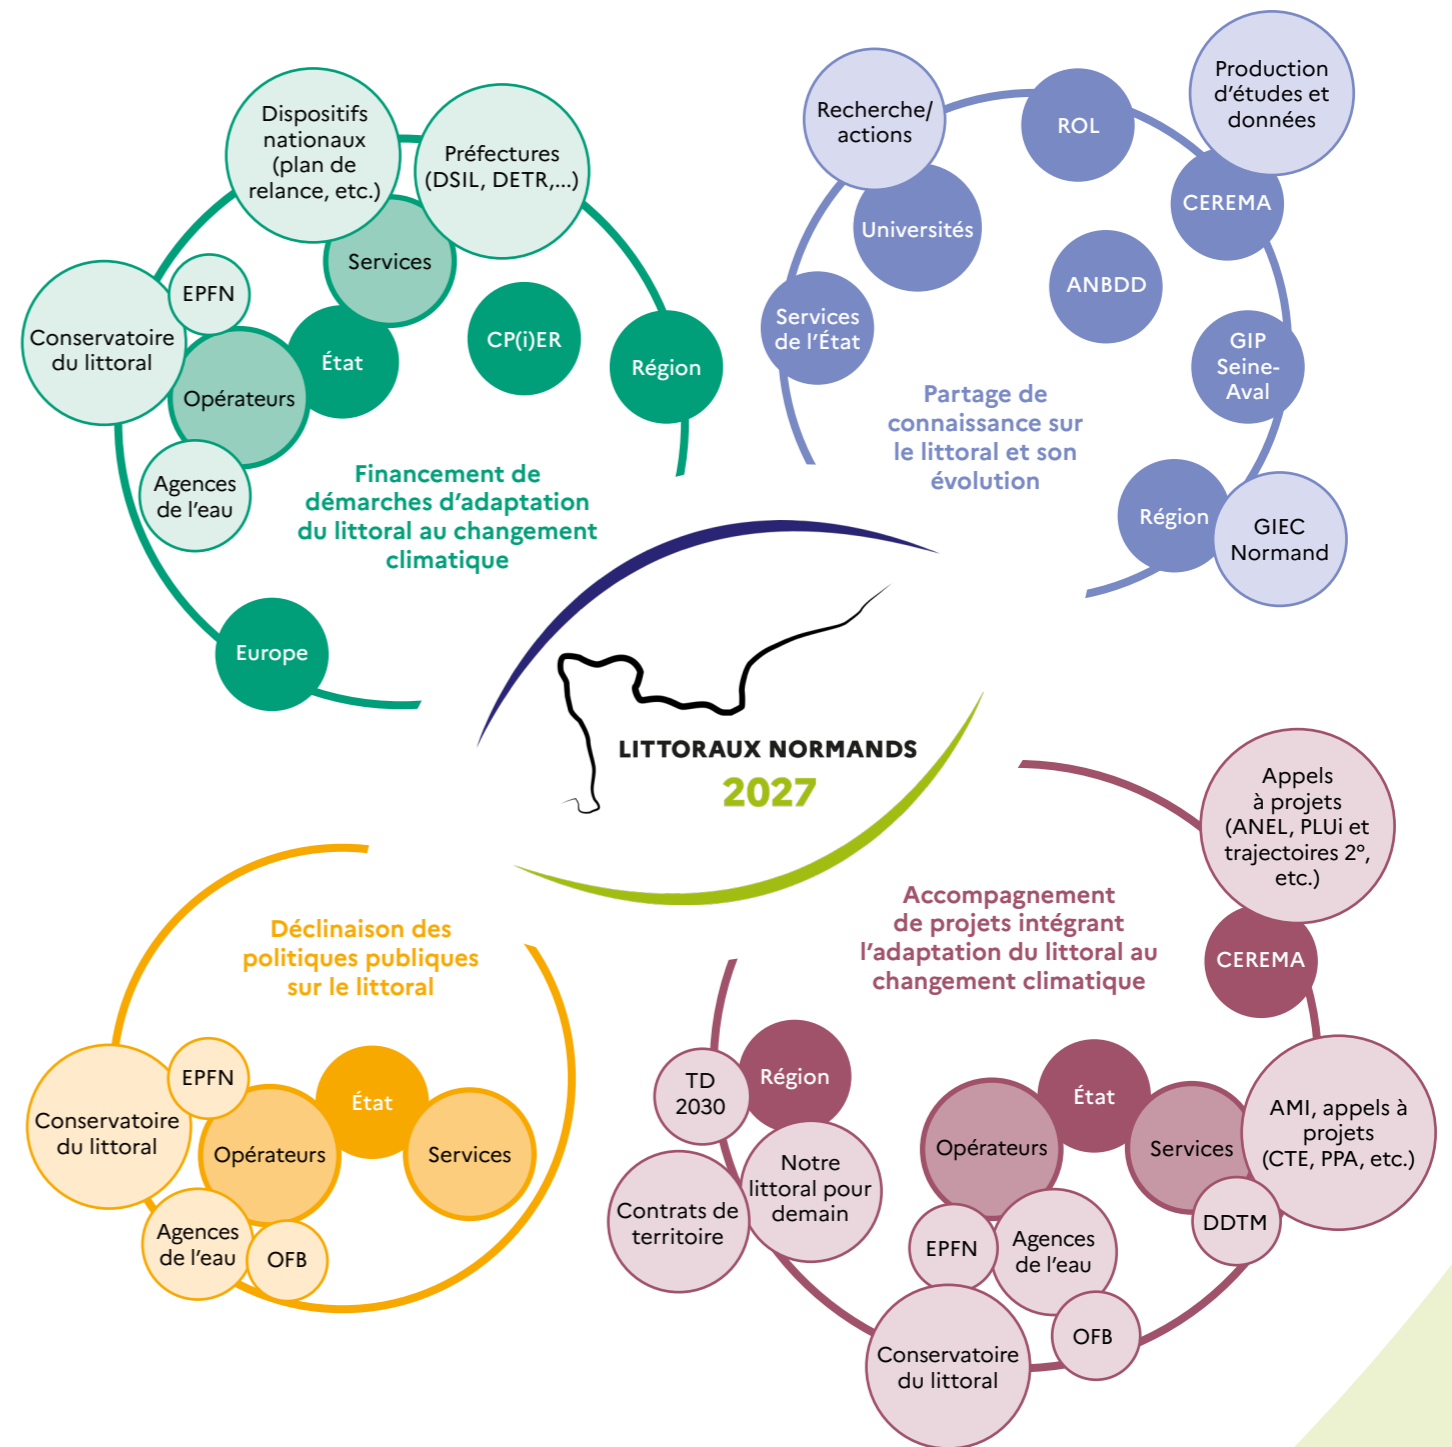 Dispositifs
nationaux
(plan de
relance, etc.)
Préfectures
(DSIL, DETR,...)
Services
EPFN
Conservatoire
du littoral
État
CP(i)ER
Région
Opérateurs
Agences
de l’eau
Financement de
démarches d’adaptation
du littoral au changement
climatique
Europe
Recherche/
actions
ROL
Production
d’études et
données
CEREMA
Universités
ANBDD
Services
de l’État
GIP
Seine-
Aval
Partage de
connaissance sur
le littoral et son
évolution
Région
GIEC
Normand
LITTORAUX NORMANDS
2027
Déclinaison des
politiques publiques
sur le littoral
EPFN
Conservatoire
du littoral
État
Opérateurs
Services
Agences
de l’eau
OFB
Appels
à projets
(ANEL, PLUi et
trajectoires 2°,
etc.)
Accompagnement
de projets intégrant
l’adaptation du littoral au
changement climatique
CEREMA
TD
2030
Région
État
AMI, appels à
projets
(CTE, PPA, etc.)
Opérateurs
Services
Notre
littoral pour
demain
Contrats de
territoire
DDTM
EPFN
Agences
de l’eau
OFB
Conservatoire
du littoral